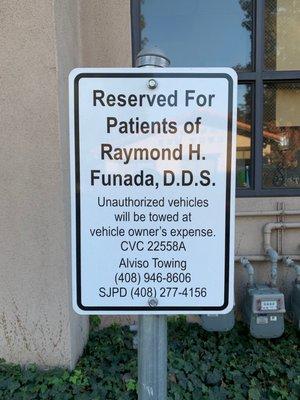 Reserved For
Patients of
Raymond H.
Funada, D.D.S.
Unauthorized vehicles
will be towed at
vehicle owner's expense.
CVC 22558A
Alviso Towing
(408) 946-8606
SJPD (408) 277-4156